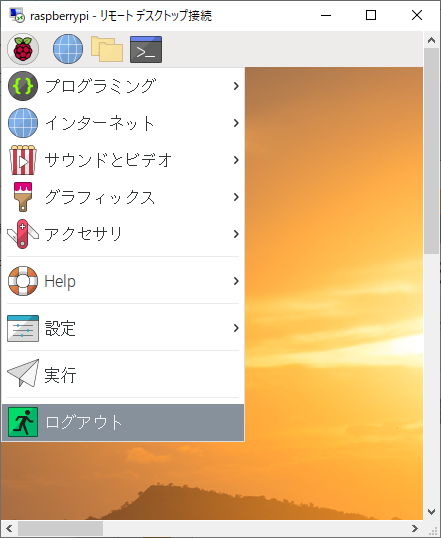 raspberrypi - リモート デスクトップ接続
プログラミング
インターネット
サウンドとビデオ
グラフィックス
アクセサリ
Help
設定
実行
ログアウト